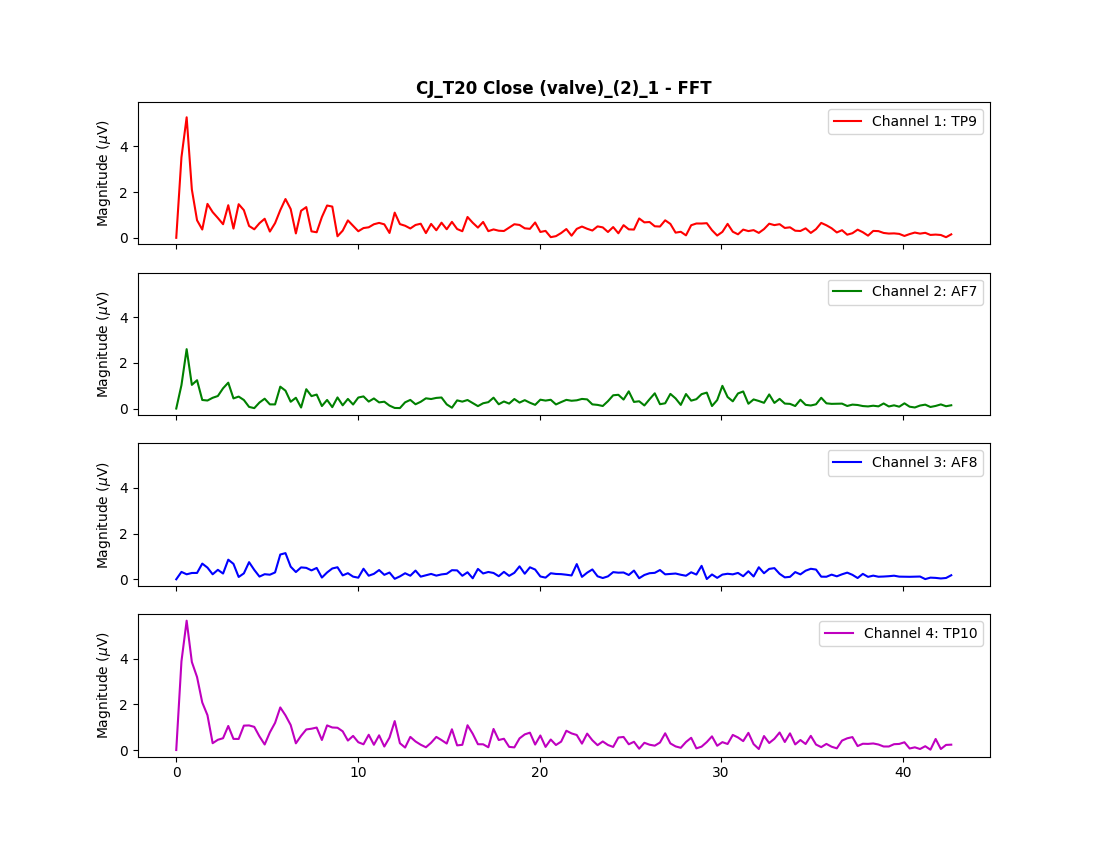 CJ_T20 Close (valve)_(2)_1 - FFT
Magnitude (μV)
4
2
0
Channel 1: TP9
Magnitude (μV)
4
2
0
Channel 2: AF7
Magnitude (μV)
4
2
0
Channel 3: AF8
Magnitude (μV)
4
2
0
Channel 4: TP10
0 10 20 30 40